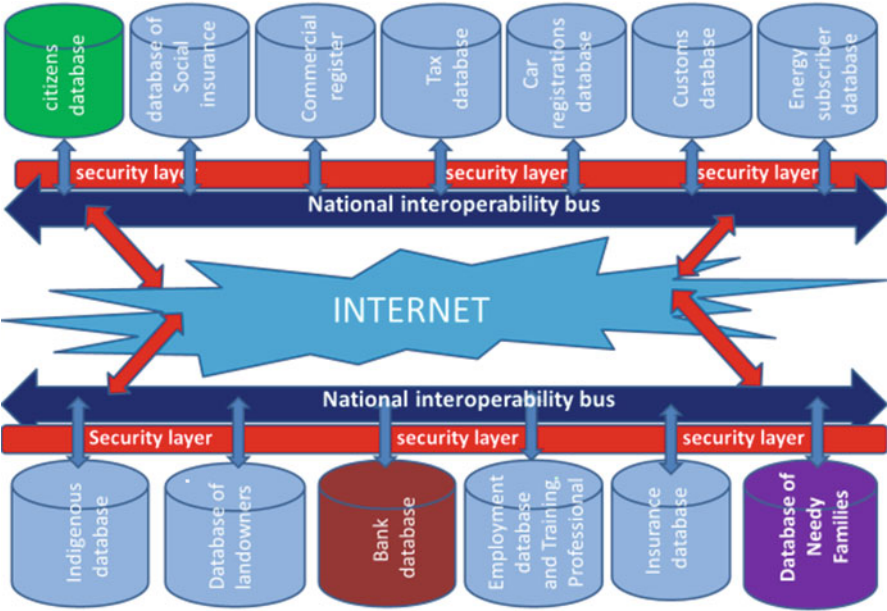 citizens
database
database of
Social
insurance
Commercial
register
Tax
database
Car
registrations
database
Customs
database
Energy
subscriber
database
security layer
security layer
security layer
National interoperability bus
INTERNET
National interoperability bus
Security layer
security layer
security layer
Indigenous
database
Database of
landowners
Bank
database
Employment
database
and Training,
Professional
Insurance
database
Database of
Needy
Families